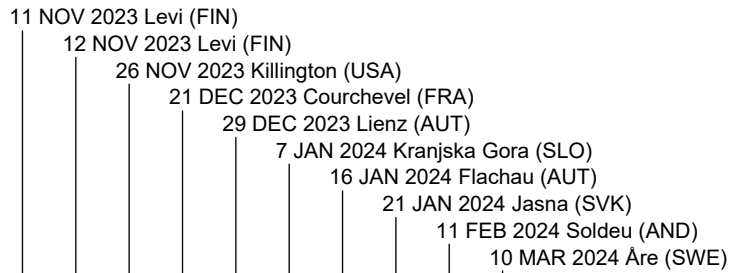 11 NOV 2023 Levi (FIN)
12 NOV 2023 Levi (FIN)
26 NOV 2023 Killington (USA)
21 DEC 2023 Courchevel (FRA)
29 DEC 2023 Lienz (AUT)
7 JAN 2024 Kranjska Gora (SLO)
16 JAN 2024 Flachau (AUT)
21 JAN 2024 Jasna (SVK)
11 FEB 2024 Soldeu (AND)
10 MAR 2024 Åre (SWE)